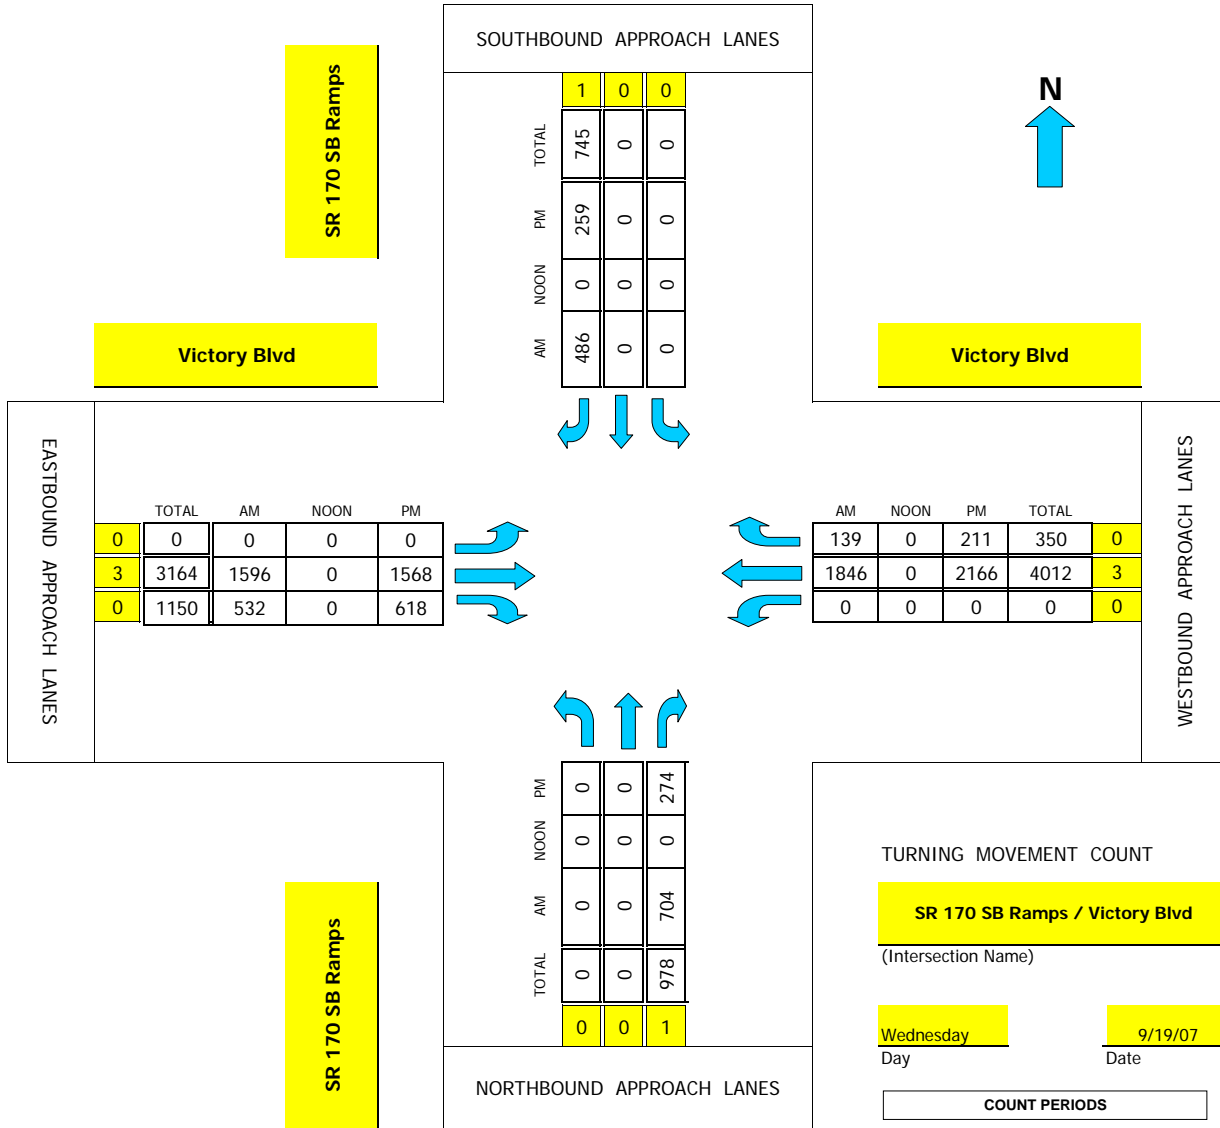 SOUTHBOUND APPROACH LANES
SR 170 SB Ramps
N
1 0 0
TOTAL 745 0 0
PM 259 0 0
NOON 0 0 0
AM 486 0 0
Victory Blvd
Victory Blvd
EASTBOUND APPROACH LANES
TOTAL AM NOON PM
0 0 0 0 0
3 3164 1596 0 1568
0 1150 532 0 618
AM NOON PM TOTAL
139 0 211 350 0
1846 0 2166 4012 3
0 0 0 0 0
WESTBOUND APPROACH LANES
PM 0 0 274
NOON 0 0 0
AM 0 0 704
TOTAL 0 0 978
0 0 1
SR 170 SB Ramps
NORTHBOUND APPROACH LANES
TURNING MOVEMENT COUNT
SR 170 SB Ramps / Victory Blvd
(Intersection Name)
Wednesday 9/19/07
Day Date
COUNT PERIODS